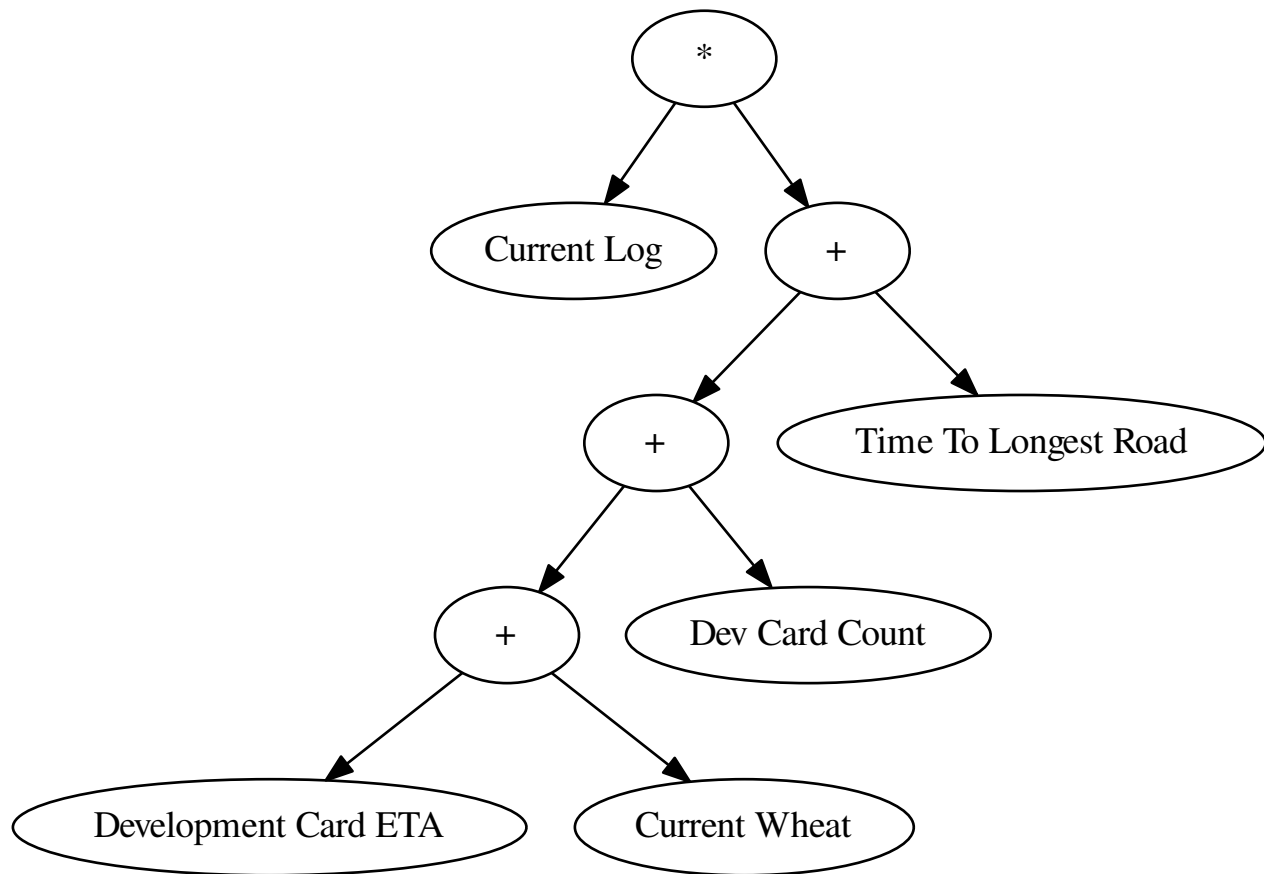 *
Current Log
+
+
Time To Longest Road
+
Dev Card Count
Development Card ETA
Current Wheat